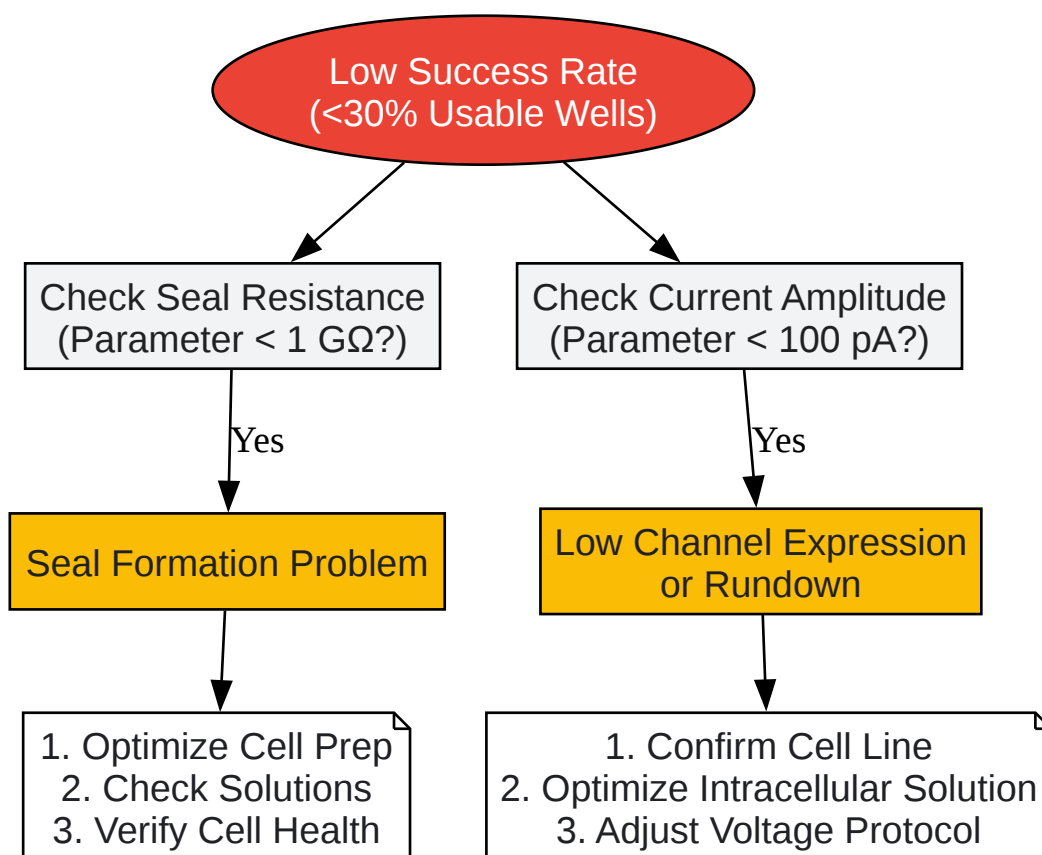 Low Success Rate
(<30% Usable Wells)
Check Seal Resistance
(Parameter < 1 GΩ?)
Check Current Amplitude
(Parameter < 100 pA?)
Yes
Yes
Seal Formation Problem
Low Channel Expression
or Rundown
1. Optimize Cell Prep
2. Check Solutions
3. Verify Cell Health
1. Confirm Cell Line
2. Optimize Intracellular Solution
3. Adjust Voltage Protocol